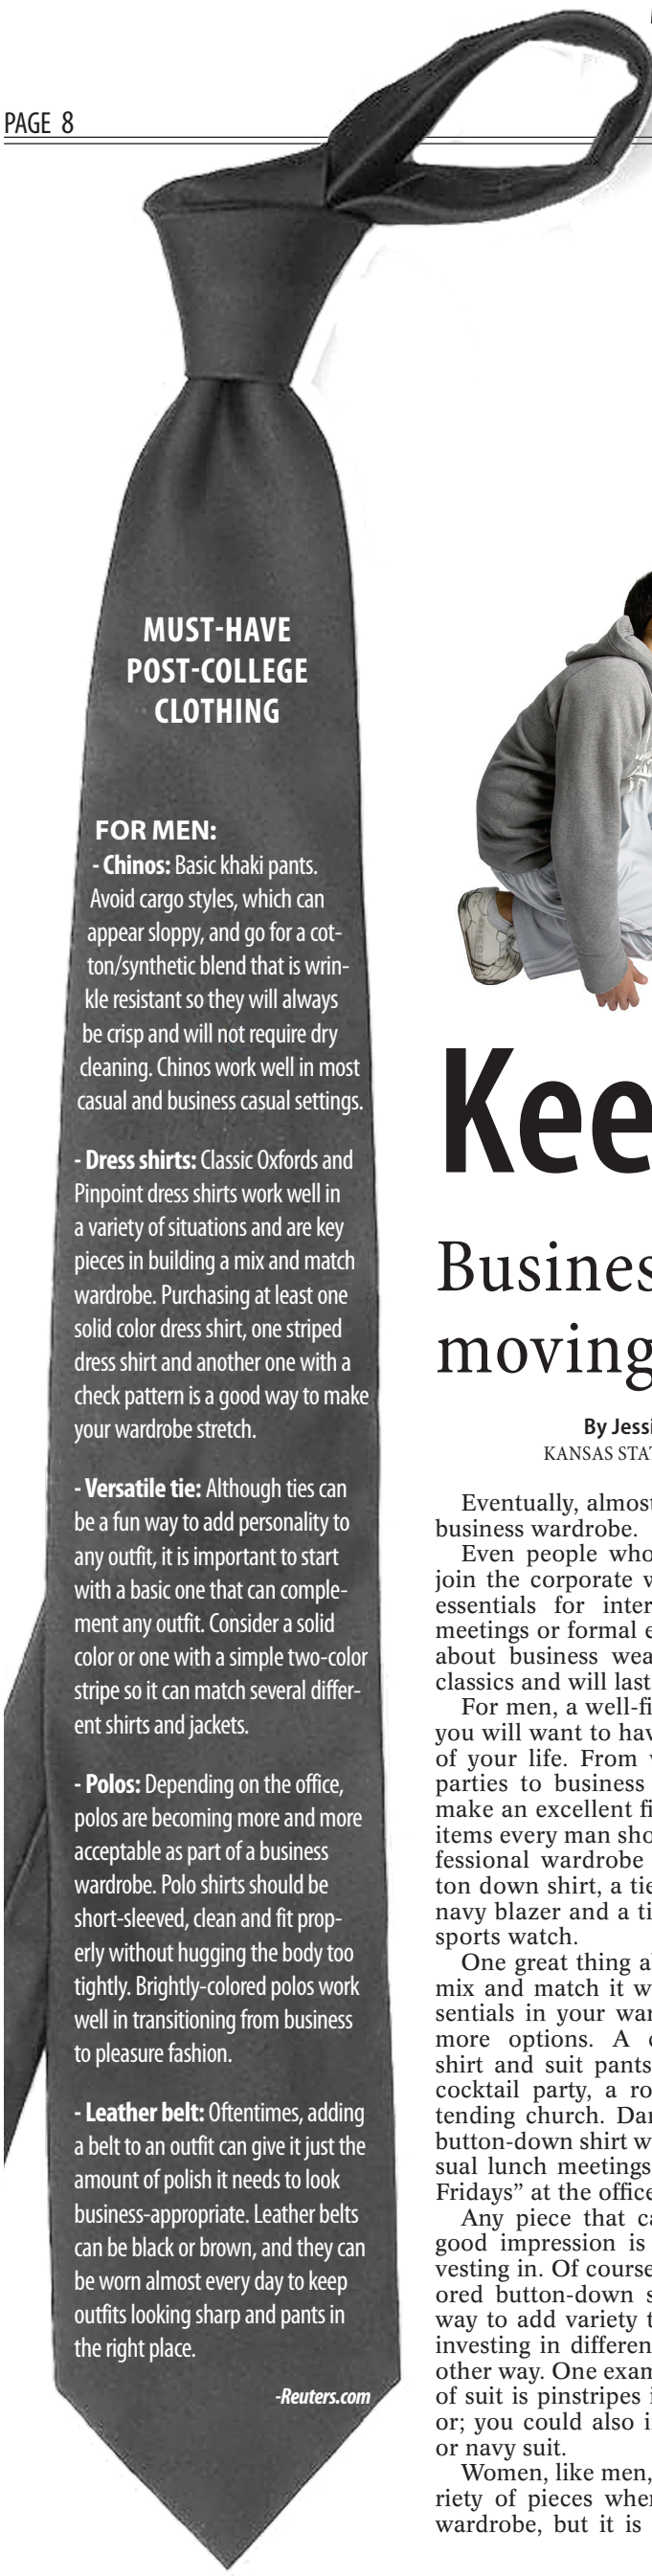 PAGE 8
MUST-HAVE
POST-COLLEGE
CLOTHING
FOR MEN:
- Chinos: Basic khaki pants.
Avoid cargo styles, which can
appear sloppy, and go for a cot-
ton/synthetic blend that is wrin-
kle resistant so they will always
be crisp and will not require dry
cleaning. Chinos work well in most
casual and business casual settings.
- Dress shirts: Classic Oxfords and
Pinpoint dress shirts work well in
a variety of situations and are key
pieces in building a mix and match
wardrobe. Purchasing at least one
solid color dress shirt, one striped
dress shirt and another one with a
check pattern is a good way to make
your wardrobe stretch.
- Versatile tie: Although ties can
be a fun way to add personality to
any outfit, it is important to start
with a basic one that can comple-
ment any outfit. Consider a solid
color or one with a simple two-color
stripe so it can match several differ-
ent shirts and jackets.
- Polos: Depending on the office,
polos are becoming more and more
acceptable as part of a business
wardrobe. Polo shirts should be
short-sleeved, clean and fit prop-
erly without hugging the body too
tightly. Brightly-colored polos work
well in transitioning from business
to pleasure fashion.
- Leather belt: Oftentimes, adding
a belt to an outfit can give it just the
amount of polish it needs to look
business-appropriate. Leather belts
can be black or brown, and they can
be worn almost every day to keep
outfits looking sharp and pants in
the right place.
-Reuters.com
Kee
Busines
moving
By Jessi
KANSAS STAT
Eventually, almost
business wardrobe.
Even people who
join the corporate w
essentials for inter
meetings or formal e
about business wea
classics and will last
For men, a well-fi
you will want to hav
of your life. From w
parties to business
make an excellent fi
items every man sho
fessional wardrobe
ton down shirt, a tie
navy blazer and a ti
sports watch.
One great thing a
mix and match it w
sentials in your war
more options. A c
shirt and suit pants
cocktail party, a ro
tending church. Dar
button-down shirt w
sual lunch meetings
Fridays” at the office
Any piece that ca
good impression is
vesting in. Of course
ored button-down s
way to add variety t
investing in differen
other way. One exam
of suit is pinstripes i
or; you could also i
or navy suit.
Women, like men,
riety of pieces when
wardrobe, but it is